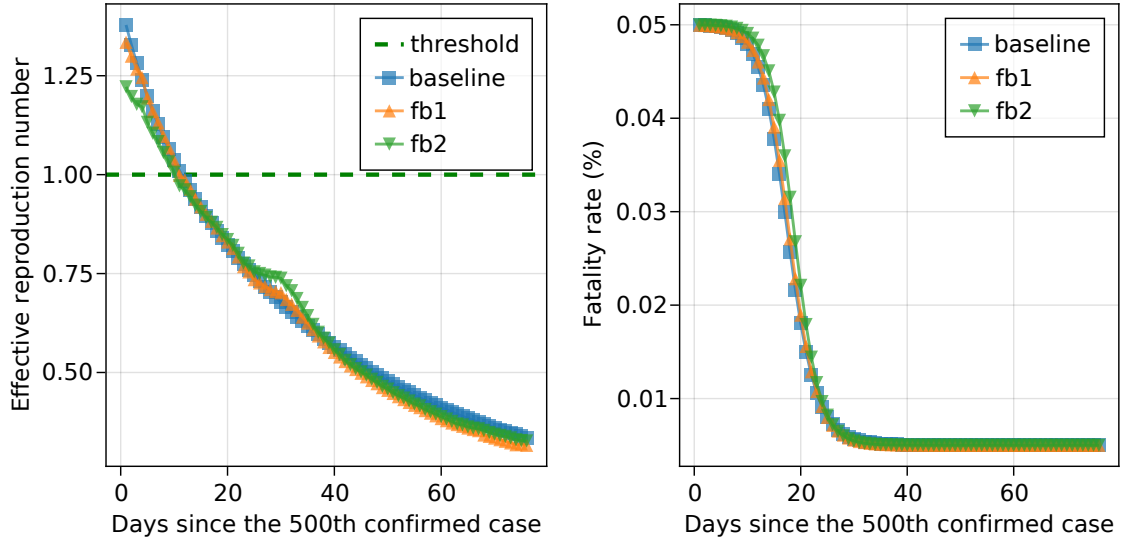 Effective reproduction number
1.25
1.00
0.75
0.50
0
20
40
60
Days since the 500th confirmed case
threshold
baseline
fb1
fb2
Fatality rate (%)
0.05
0.04
0.03
0.02
0.01
0
20
40
60
Days since the 500th confirmed case
baseline
fb1
fb2